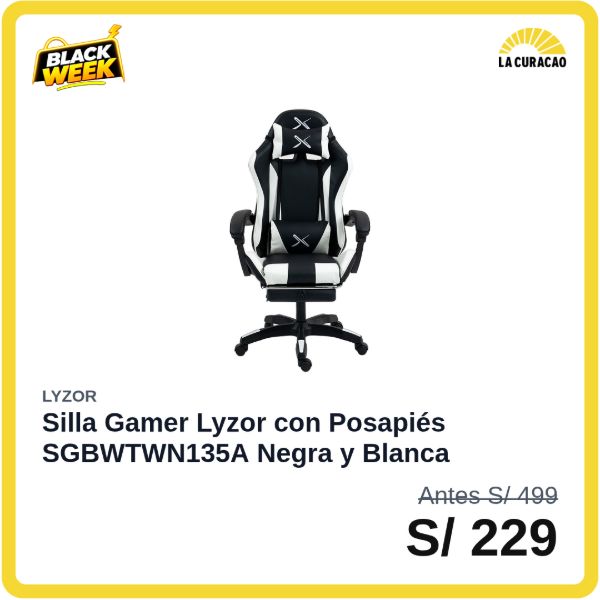 BLACK
WEEK
LA CURACAO
LYZOR
Silla Gamer Lyzor con Posapiés
SGBWTWN135A Negra y Blanca
Antes S/ 499
S/ 229